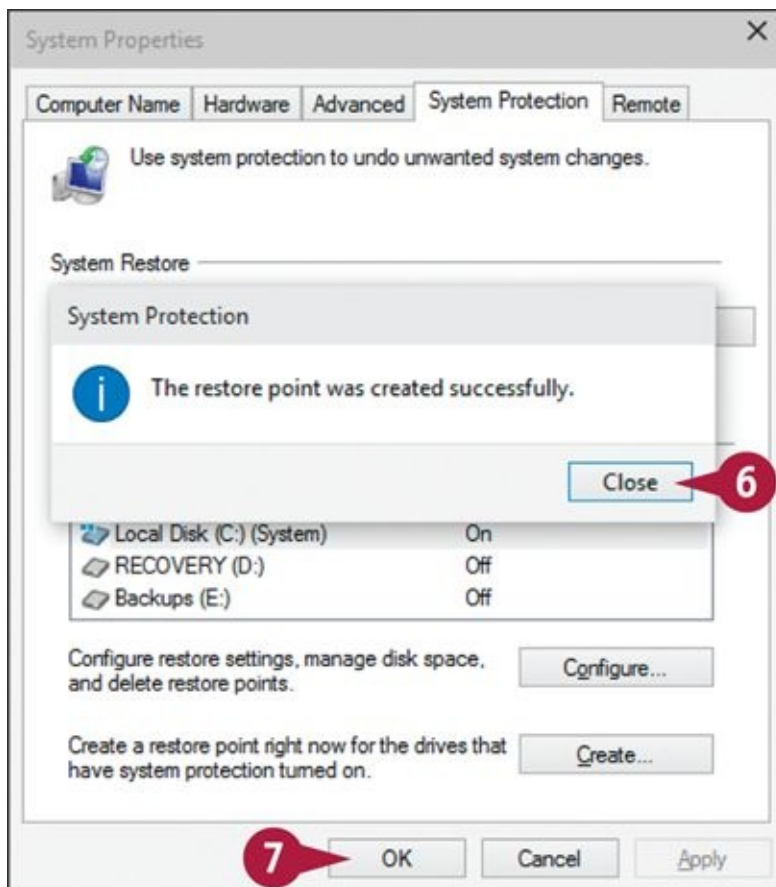 System Properties
Computer Name Hardware Advanced System Protection Remote
Use system protection to undo unwanted system changes.
System Restore
System Protection
i
The restore point was created successfully.
Close 6
Local Disk (C:) (System) On
RECOVERY (D:) Off
Backups (E:) Off
Configure restore settings, manage disk space,
and delete restore points.
Configure...
Create a restore point right now for the drives that
have system protection turned on.
Create...
7 OK Cancel Apply